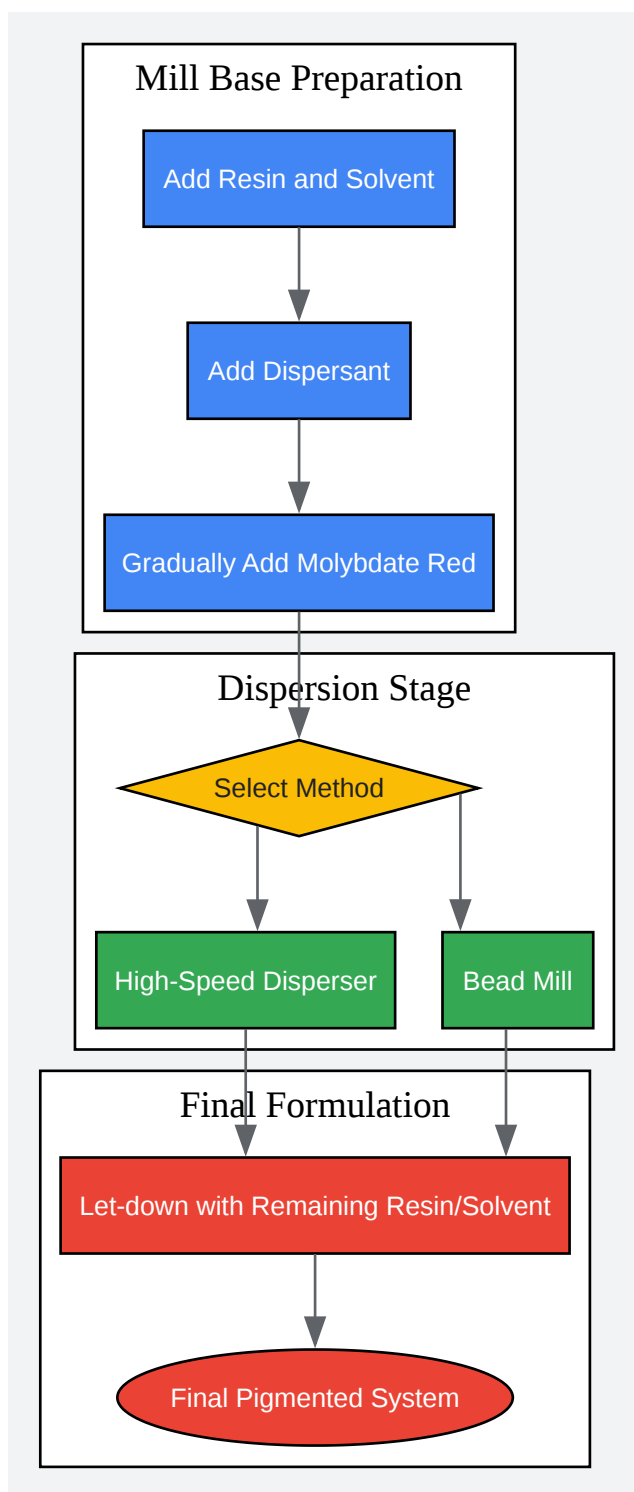 Mill Base Preparation
Add Resin and Solvent
Add Dispersant
Gradually Add Molybdate Red
Dispersion Stage
Select Method
High-Speed Disperser
Bead Mill
Final Formulation
Let-down with Remaining Resin/Solvent
Final Pigmented System